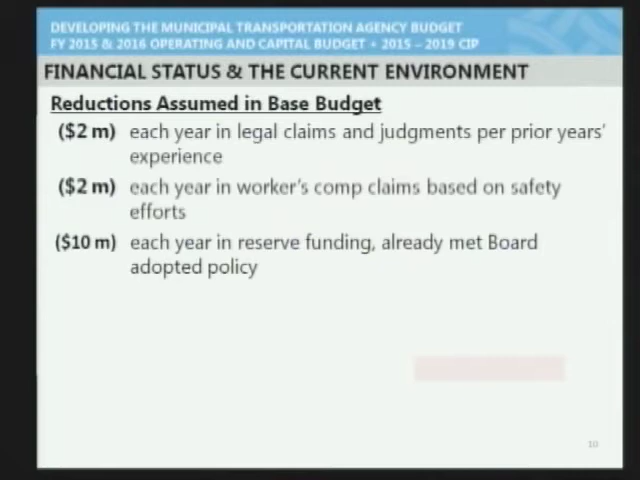 DEVELOPING THE MUNICIPAL TRANSPORTATION AGENCY BUDGET
FY 2015 & 2016 OPERATING AND CAPITAL BUDGET • 2015 – 2019 CIP
FINANCIAL STATUS & THE CURRENT ENVIRONMENT
Reductions Assumed in Base Budget
($2 m) each year in legal claims and judgments per prior years'
experience
($2 m) each year in worker's comp claims based on safety
efforts
($10 m) each year in reserve funding, already met Board
adopted policy
10